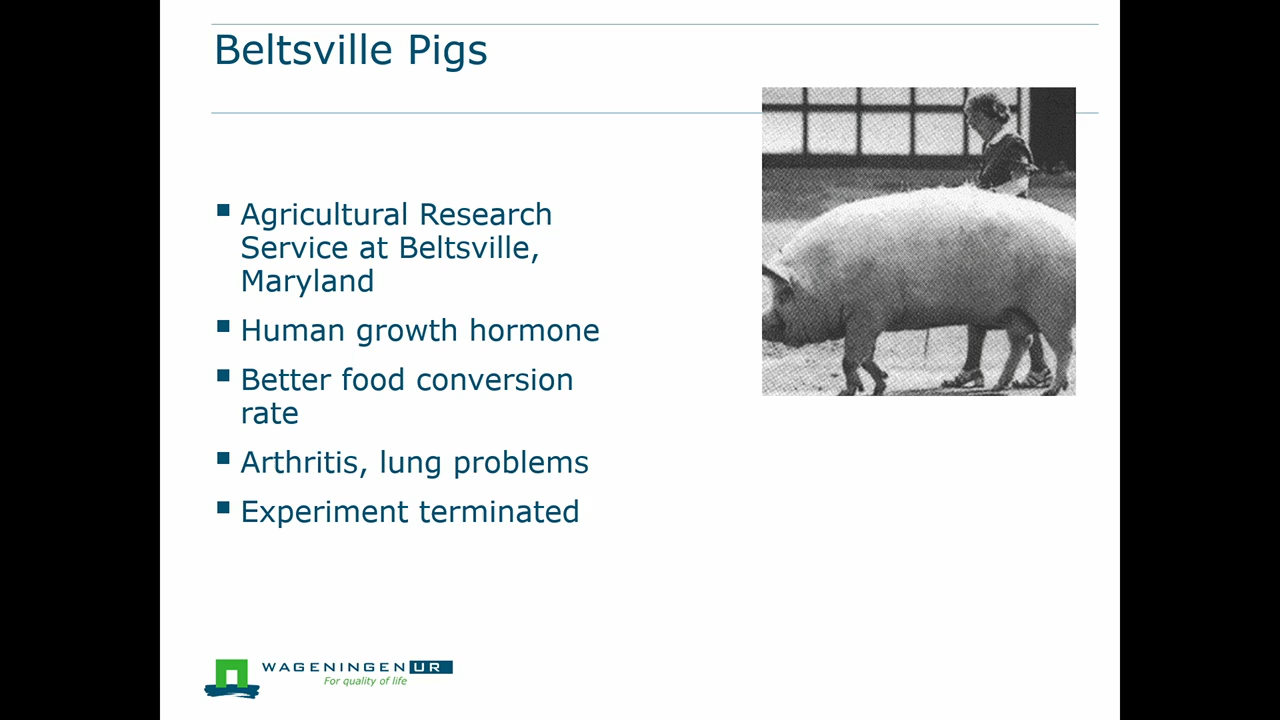 Beltsville Pigs
Agricultural Research
Service at Beltsville,
Maryland
Human growth hormone
Better food conversion
rate
Arthritis, lung problems
Experiment terminated
WAGENINGEN UR
For quality of life